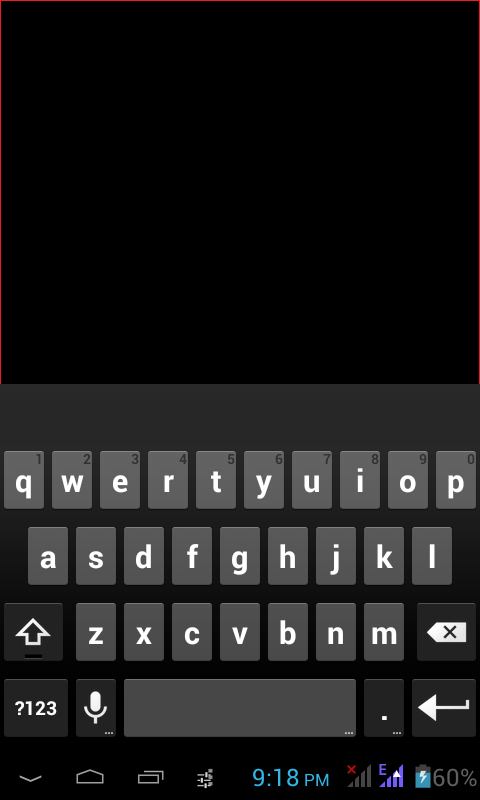 1 2 3 4 5 6 7 8 9 0
q w e r t y u i o p
a s d f g h j k l
z x c v b n m
?123 .
9:18 PM E 60%